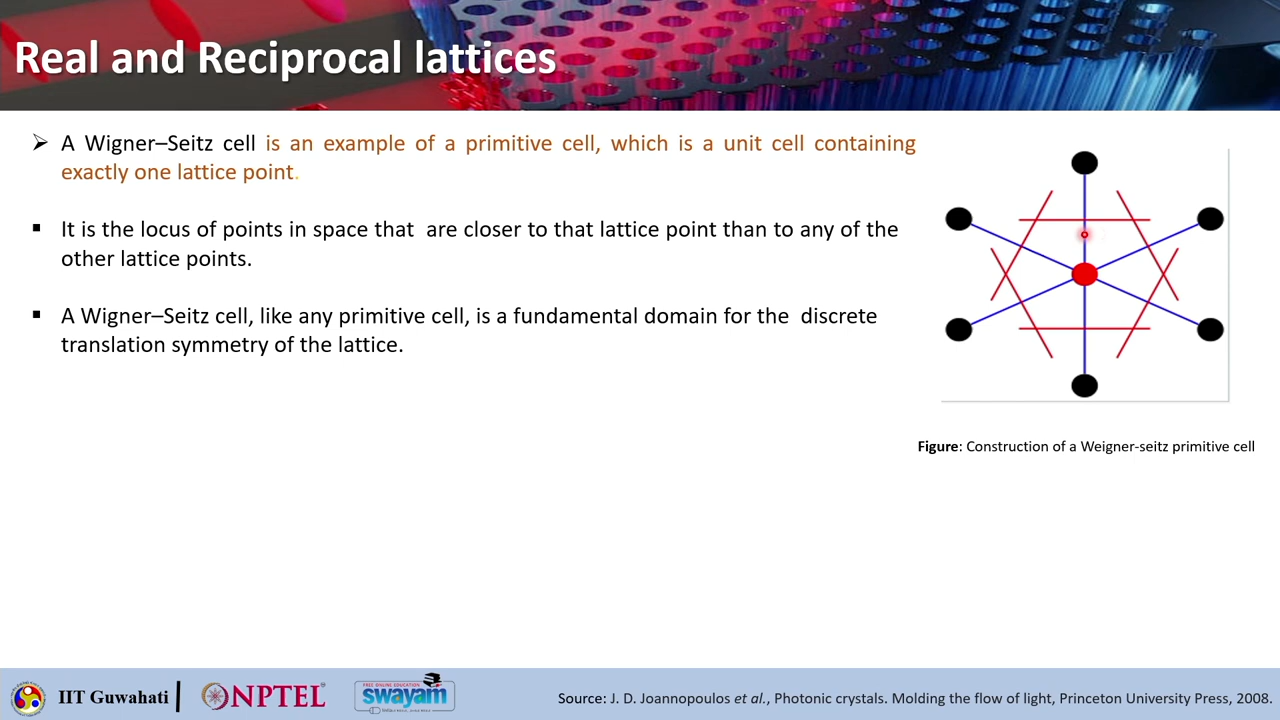 Real and Reciprocal lattices
➢ A Wigner–Seitz cell is an example of a primitive cell, which is a unit cell containing
exactly one lattice point.
▪ It is the locus of points in space that are closer to that lattice point than to any of the
other lattice points.
▪ A Wigner–Seitz cell, like any primitive cell, is a fundamental domain for the discrete
translation symmetry of the lattice.
Figure: Construction of a Weigner-seitz primitive cell
IIT Guwahati
NPTEL
FREE ONLINE EDUCATION
swayam
Source: J. D. Joannopoulos et al., Photonic crystals. Molding the flow of light, Princeton University Press, 2008.